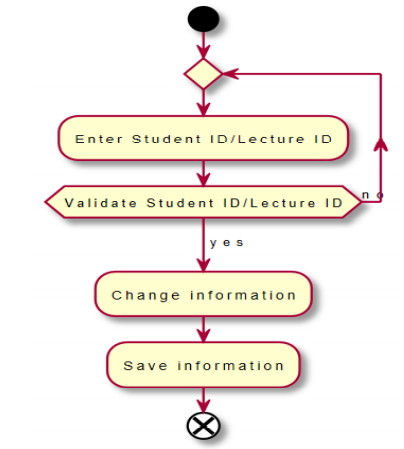 Enter Student ID/Lecture ID
Validate Student ID/Lecture ID
no
yes
Change information
Save information